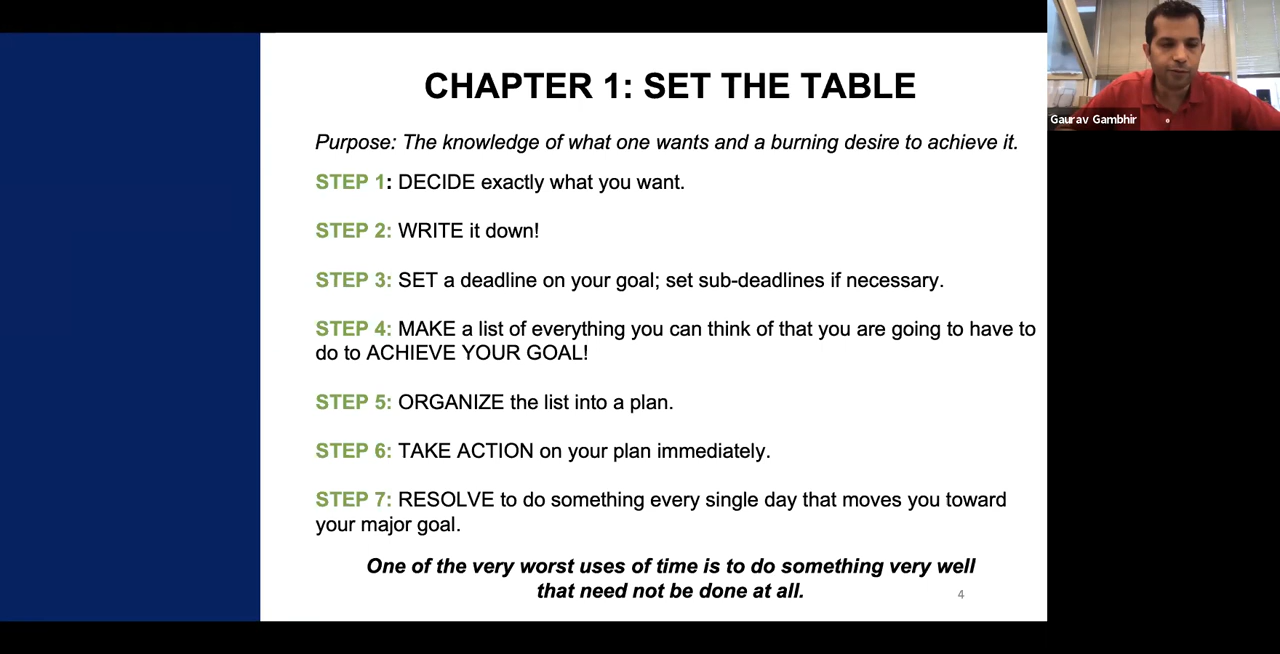 CHAPTER 1: SET THE TABLE
Purpose: The knowledge of what one wants and a burning desire to achieve it.
STEP 1: DECIDE exactly what you want.
STEP 2: WRITE it down!
STEP 3: SET a deadline on your goal; set sub-deadlines if necessary.
STEP 4: MAKE a list of everything you can think of that you are going to have to
do to ACHIEVE YOUR GOAL!
STEP 5: ORGANIZE the list into a plan.
STEP 6: TAKE ACTION on your plan immediately.
STEP 7: RESOLVE to do something every single day that moves you toward
your major goal.
One of the very worst uses of time is to do something very well
that need not be done at all.
4
Gaurav Gambhir